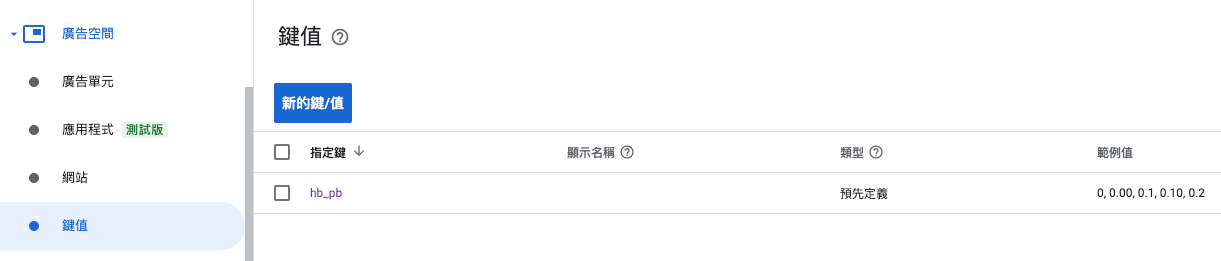 廣告空間
廣告單元
應用程式 測試版
網站
鍵值
鍵值
新的鍵/值
指定鍵 顯示名稱 類型 範例值
hb_pb 預先定義 0, 0.00, 0.1, 0.10, 0.2